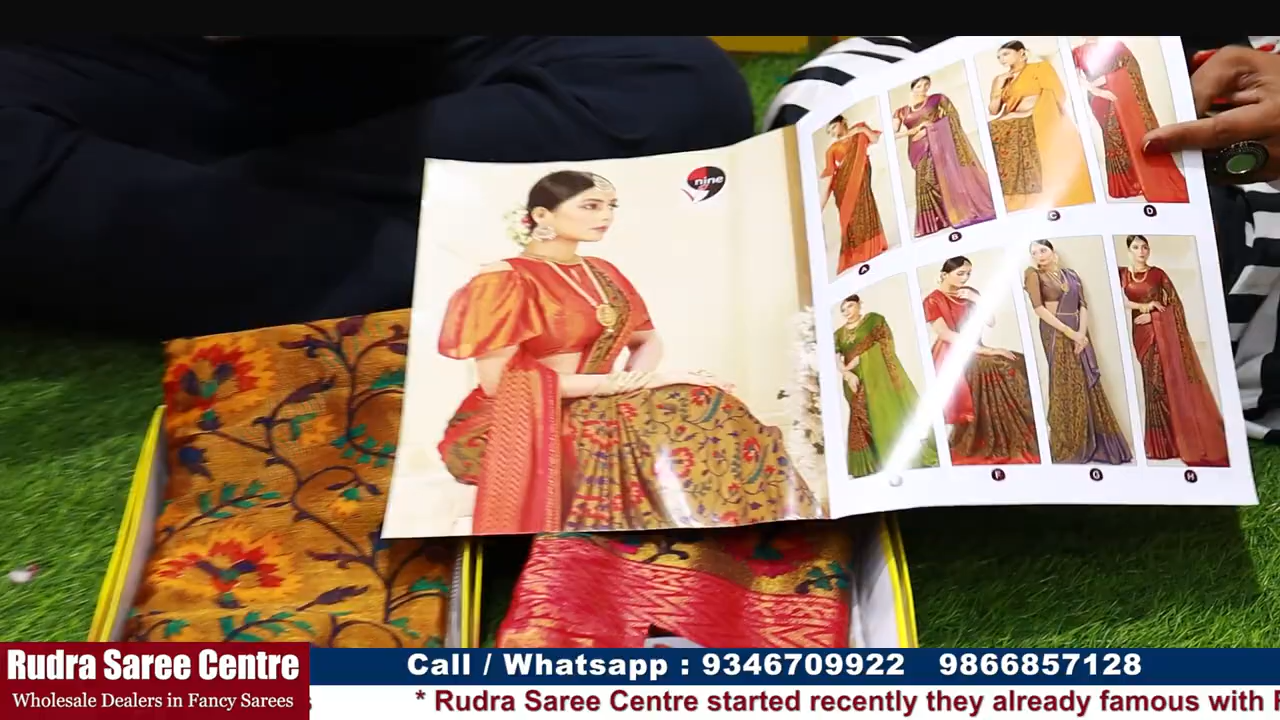 nine
A
B
C
D
F
G
H
Rudra Saree Centre
Wholesale Dealers in Fancy Sarees
Call / Whatsapp : 9346709922 9866857128
* Rudra Saree Centre started recently they already famous with